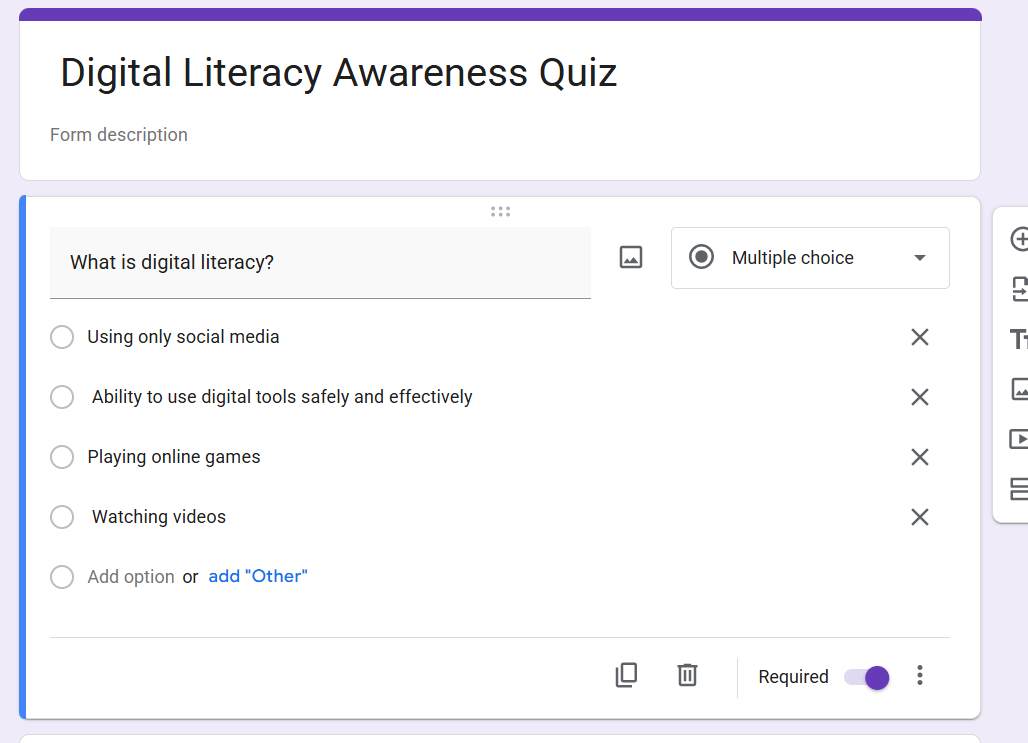 Digital Literacy Awareness Quiz
Form description
What is digital literacy?
Multiple choice
Using only social media
Ability to use digital tools safely and effectively
Playing online games
Watching videos
Add option or add "Other"
Required